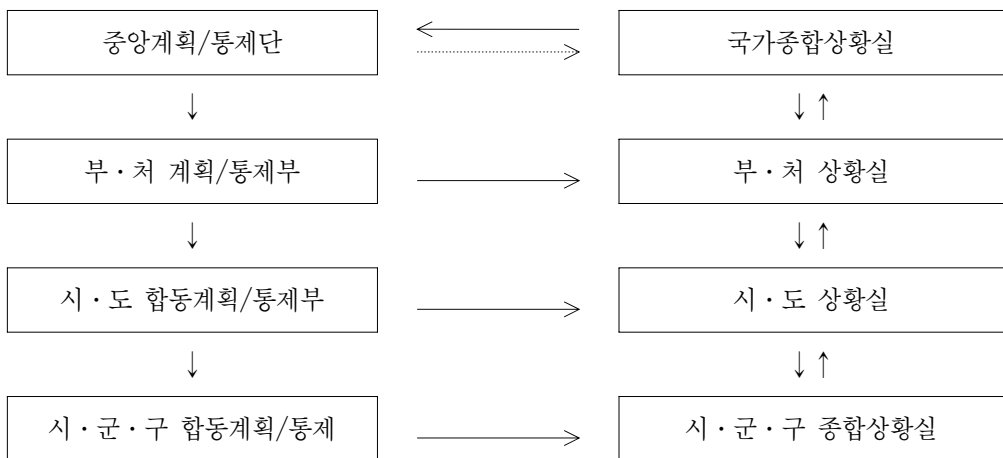 중앙계획/통제단
국가종합상황실
↓
↓↑
부·처 계획/통제부
부·처 상황실
↓
↓↑
시·도 합동계획/통제부
시·도 상황실
↓
↓↑
시·군·구 합동계획/통제
시·군·구 종합상황실